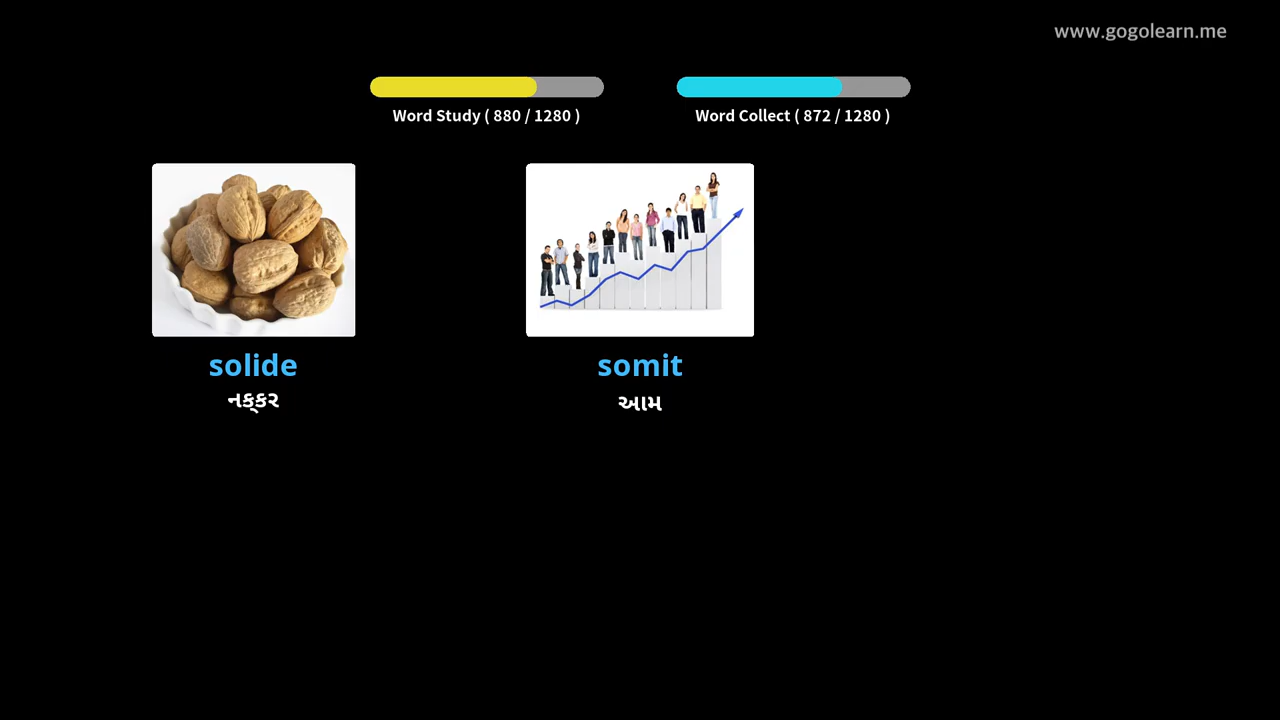 www.gogolearn.me
Word Study ( 880 / 1280 )
Word Collect ( 872 / 1280 )
solide
નક્કર
somit
આમ